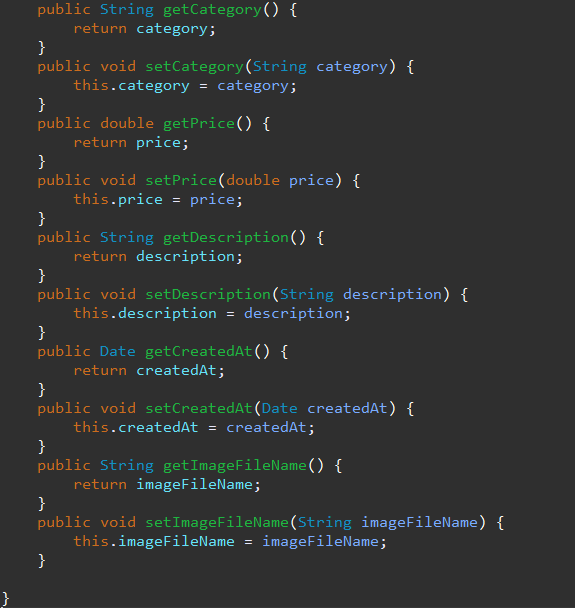 public String getCategory() {
        return category;
    }
    public void setCategory(String category) {
        this.category = category;
    }
    public double getPrice() {
        return price;
    }
    public void setPrice(double price) {
        this.price = price;
    }
    public String getDescription() {
        return description;
    }
    public void setDescription(String description) {
        this.description = description;
    }
    public Date getCreatedAt() {
        return createdAt;
    }
    public void setCreatedAt(Date createdAt) {
        this.createdAt = createdAt;
    }
    public String getImageFileName() {
        return imageFileName;
    }
    public void setImageFileName(String imageFileName) {
        this.imageFileName = imageFileName;
    }

}